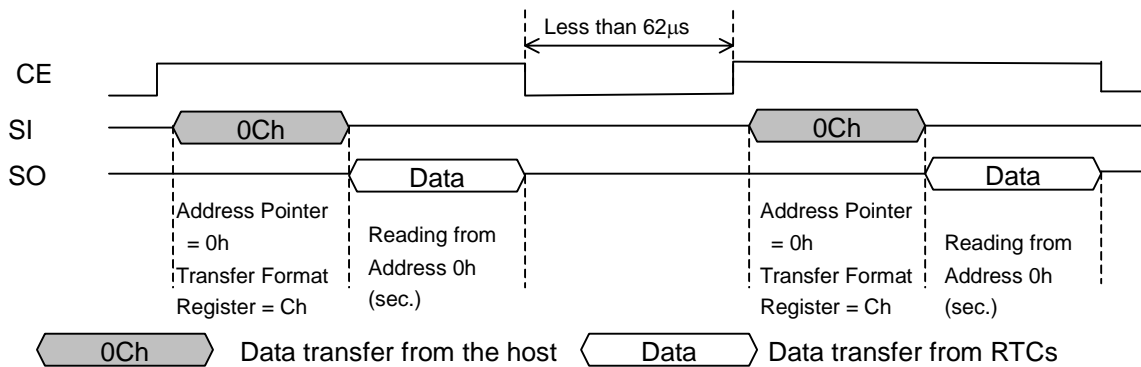 Less than 62μs
CE
SI
0Ch
0Ch
SO
Data
Data
Address Pointer
= 0h
Transfer Format
Register = Ch
Reading from
Address 0h
(sec.)
Address Pointer
= 0h
Transfer Format
Register = Ch
Reading from
Address 0h
(sec.)
0Ch
Data transfer from the host
Data
Data transfer from RTCs